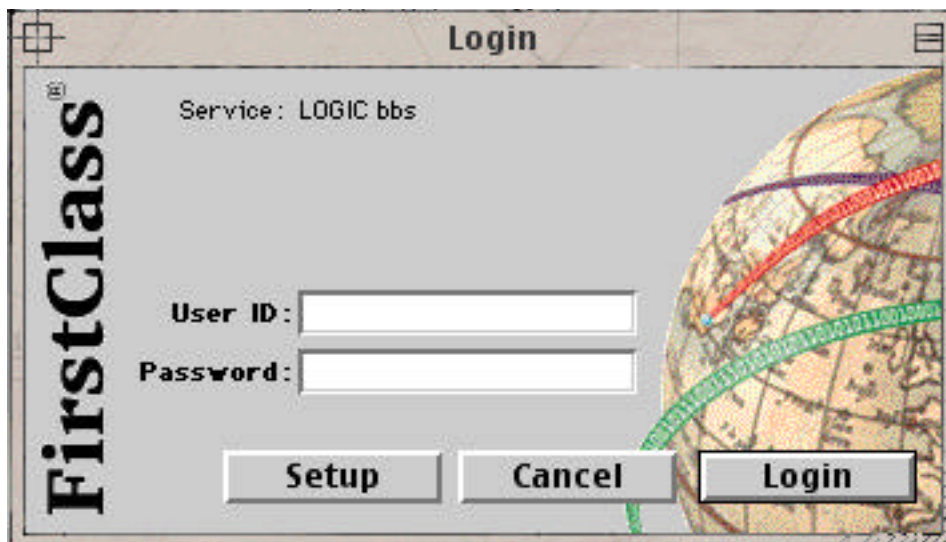 Login
FirstClass®
Service: LOGIC bbs
User ID:
Password:
Setup
Cancel
Login